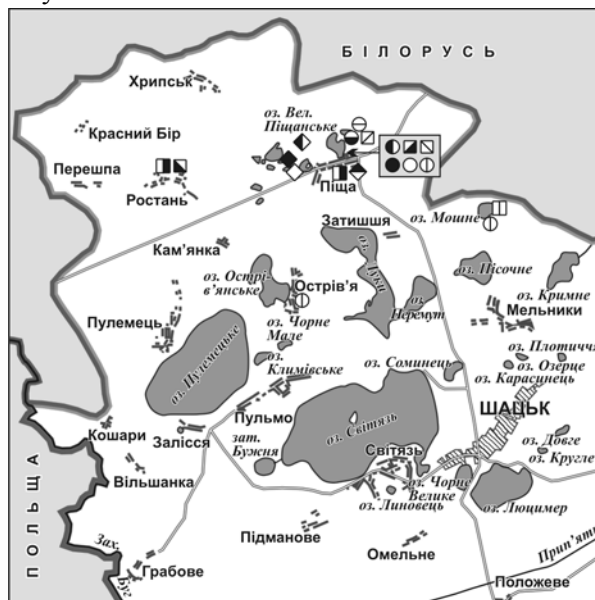 БІЛОРУСЬ
Хрипськ
оз. Вел.
Піщанське
Красний Бір
Перешпа
Ростань
Піща
оз. Мошне
Затишшя
Кам'янка
оз. Луки
оз. Пісочне
оз. Острів-
в'янське
Острів'я
оз.
Перемут
оз. Кримне
Мельники
Пулемець
оз. Чорне
Мале
оз. Плотиччя
оз. Пулемецьке
оз.
Климівське
оз. Соминець
оз. Озерце
оз. Карасинець
ШАЦЬК
Пульмо
оз. Світязь
Кошари
Залісся
зат.
Бужня
Світязь
оз. Довге
оз. Кругле
ПОЛЬЩА
Вільшанка
оз. Чорне
Велике
оз. Линовець
оз. Люцимер
Підманове
Зах.
Буг
Омельне
Прип'ять
Грабове
Положеве